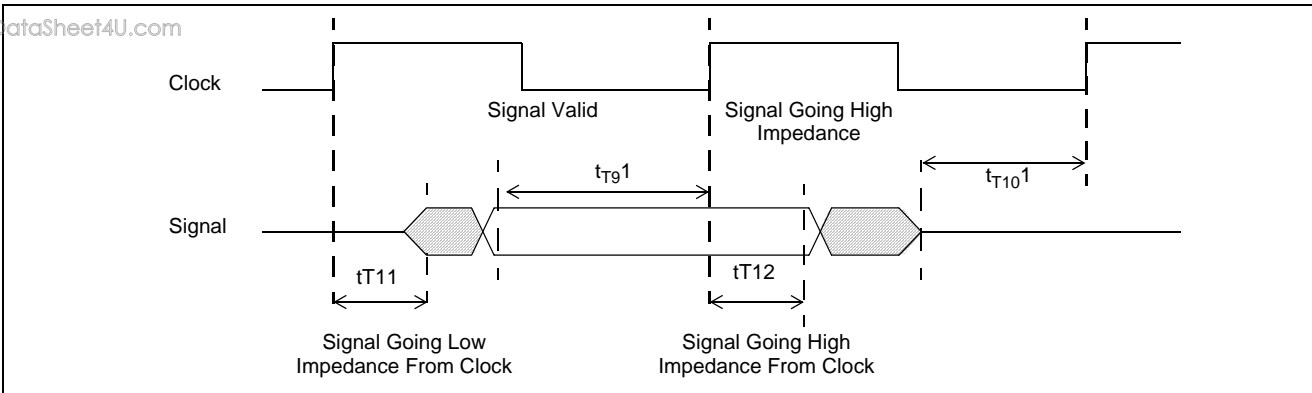 ataSheet4U.com
Clock
Signal Valid
Signal Going High
Impedance
tT91
tT101
Signal
tT11
tT12
Signal Going Low
Impedance From Clock
Signal Going High
Impedance From Clock